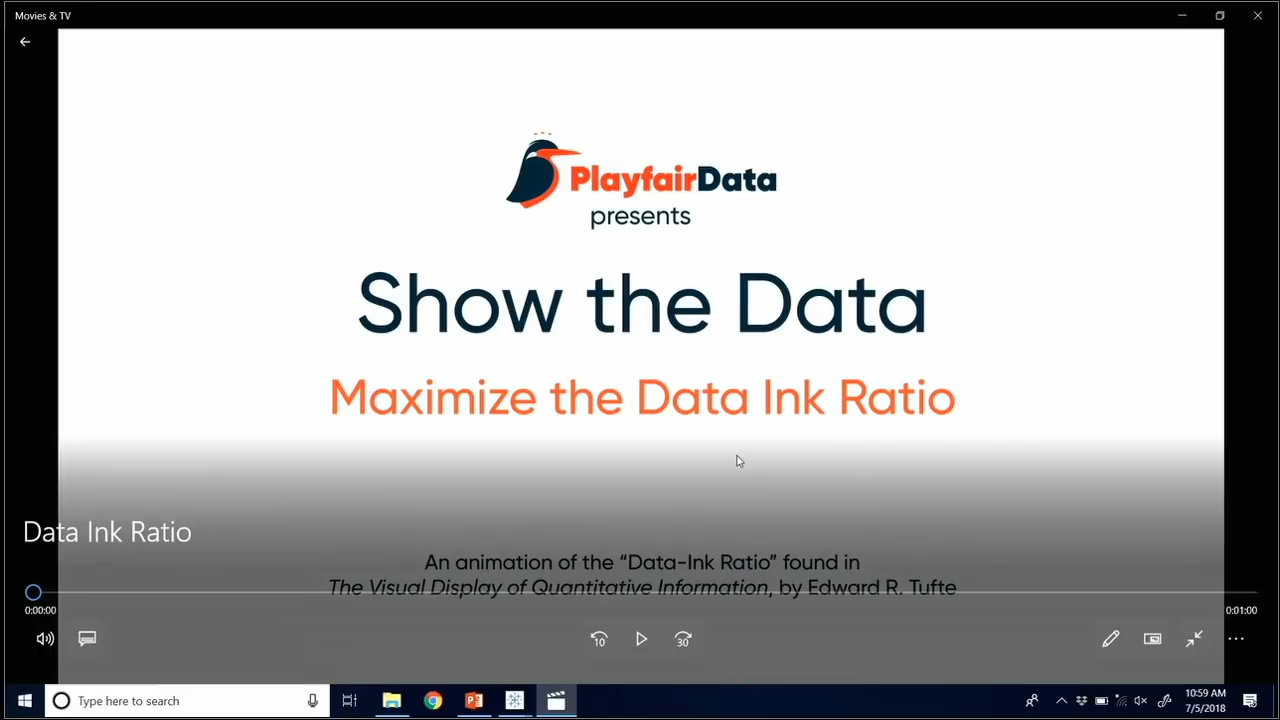 Movies & TV
PlayfairData
presents
Show the Data
Maximize the Data Ink Ratio
Data Ink Ratio
An animation of the “Data-Ink Ratio” found in
The Visual Display of Quantitative Information, by Edward R. Tufte
0:00:00
0:01:00
10
30
Type here to search
10:59 AM
7/5/2018